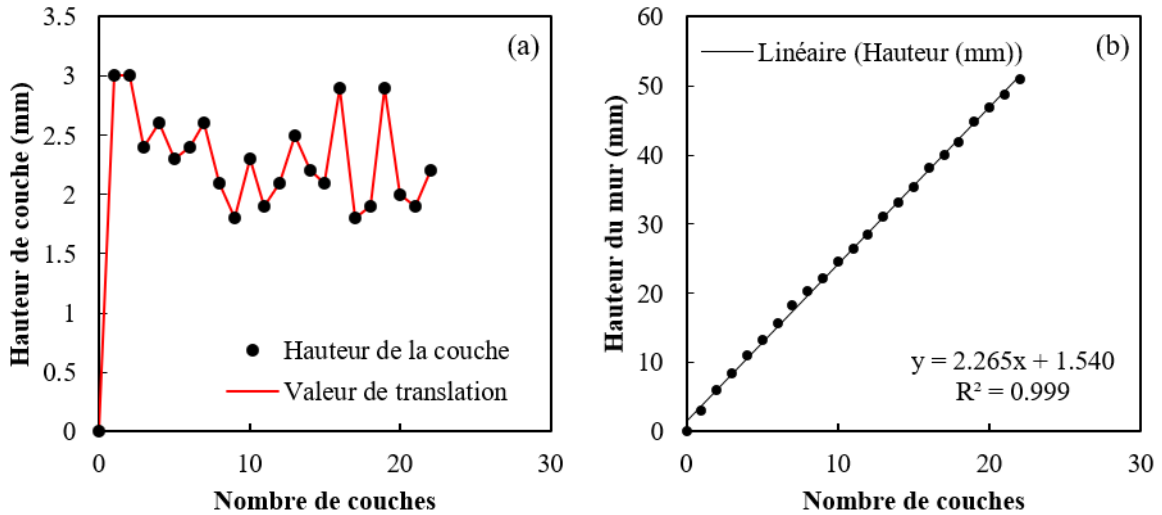 (a)
Hauteur de couche (mm)
3.5
3
2.5
2
1.5
1
0.5
0
Hauteur de la couche
Valeur de translation
0 10 20 30
Nombre de couches
(b)
Hauteur du mur (mm)
60
50
40
30
20
10
0
Linéaire (Hauteur (mm))
y = 2.265x + 1.540
R² = 0.999
0 10 20 30
Nombre de couches